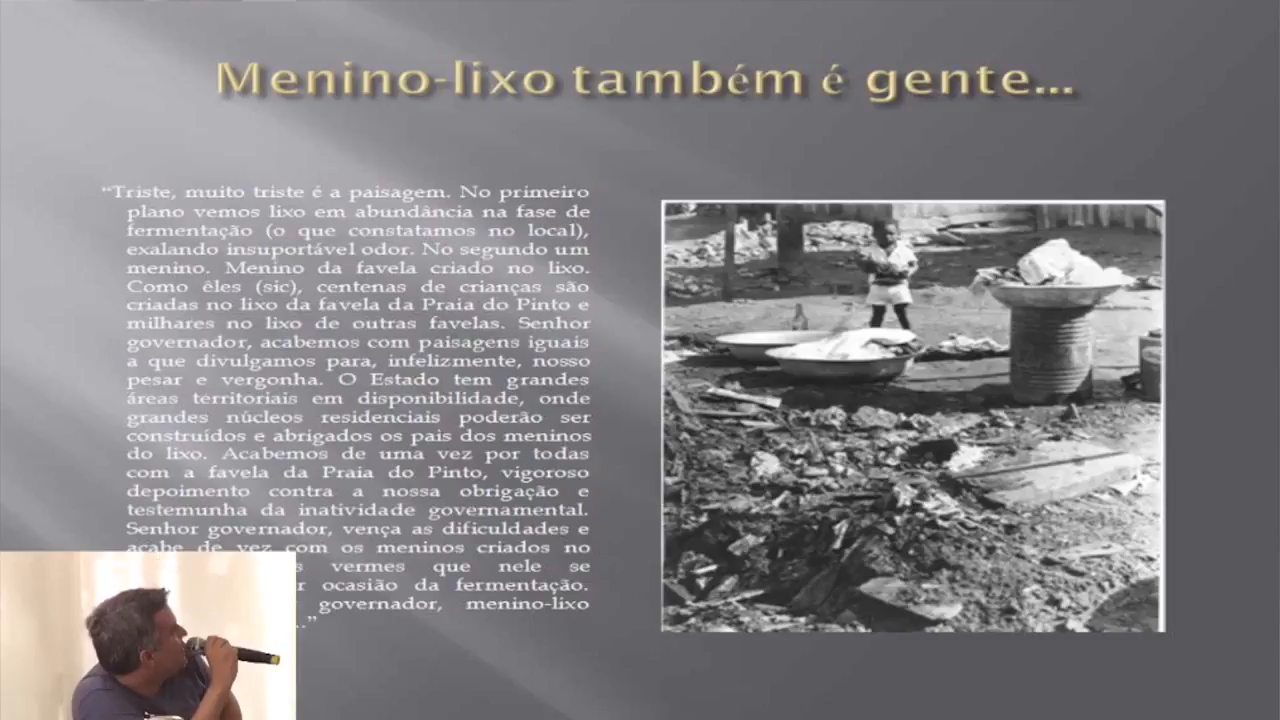 Menino-lixo também é gente...
“Triste, muito triste é a paisagem. No primeiro
plano vemos lixo em abundância na fase de
fermentação (o que constatamos no local),
exalando insuportável odor. No segundo um
menino. Menino da favela criado no lixo.
Como êles (sic), centenas de crianças são
criadas no lixo da favela da Praia do Pinto e
milhares no lixo de outras favelas. Senhor
governador, acabemos com paisagens iguais
a que divulgamos para, infelizmente, nosso
pesar e vergonha. O Estado tem grandes
áreas territoriais em disponibilidade, onde
grandes núcleos residenciais poderão ser
construídos e abrigados os pais dos meninos
do lixo. Acabemos de uma vez por todas
com a favela da Praia do Pinto, vigoroso
depoimento contra a nossa obrigação e
testemunha da inatividade governamental.
Senhor governador, vença as dificuldades e
acabe de vez com os meninos criados no
vermes que nele se
ocasião da fermentação.
governador, menino-lixo
..”